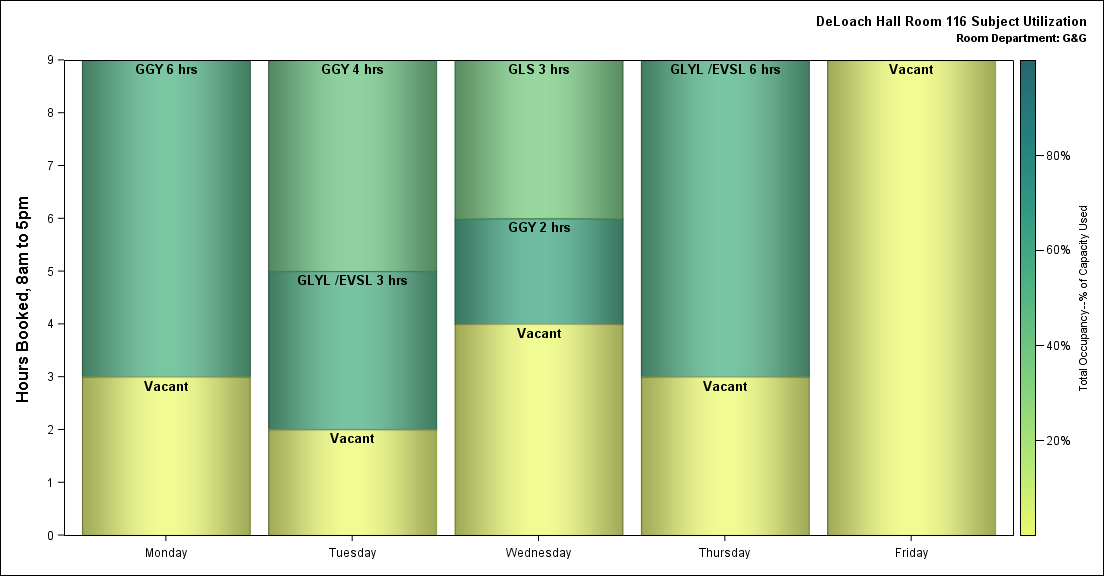 DeLoach Hall Room 116 Subject Utilization
Room Department: G&G
Hours Booked, 8am to 5pm
9
8
7
6
5
4
3
2
1
0
GGY 6 hrs
Vacant
GGY 4 hrs
GLYL /EVSL 3 hrs
Vacant
GLS 3 hrs
GGY 2 hrs
Vacant
GLYL /EVSL 6 hrs
Vacant
Vacant
Monday
Tuesday
Wednesday
Thursday
Friday
80%
60%
40%
20%
Total Occupancy--% of Capacity Used